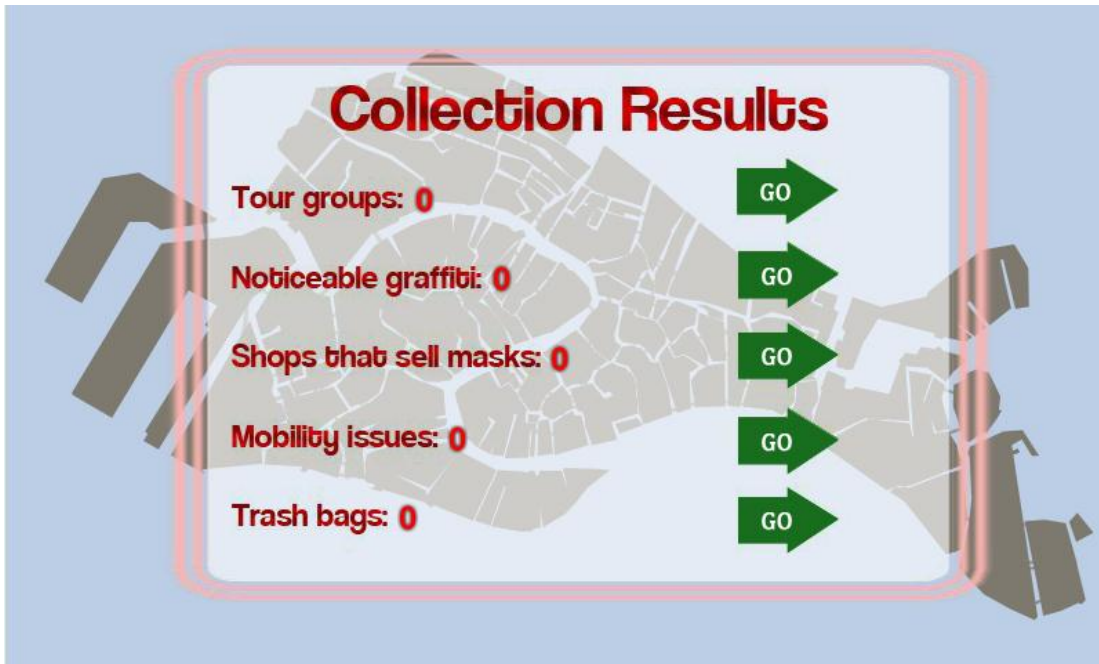 Collection Results
Tour groups: 0 GO
Noticeable graffiti: 0 GO
Shops that sell masks: 0 GO
Mobility issues: 0 GO
Trash bags: 0 GO